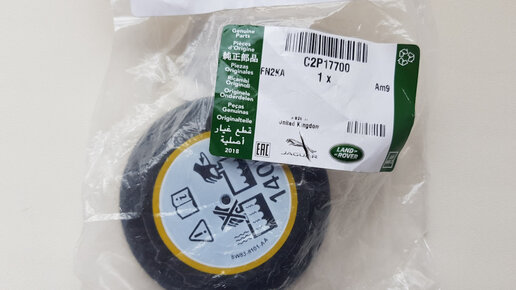 Genuine
Parts
Pièces
d'Origine
純正部品
Piezas
Originales
Ricambi
Originali
Originele
Onderdelen
Peças
Genuínas
Originalteile
قطع غيار
أصلية
2018
C2P17700
1 x
Am9
United Kingdom
EAC
JAGUAR
LAND-
ROVER
140